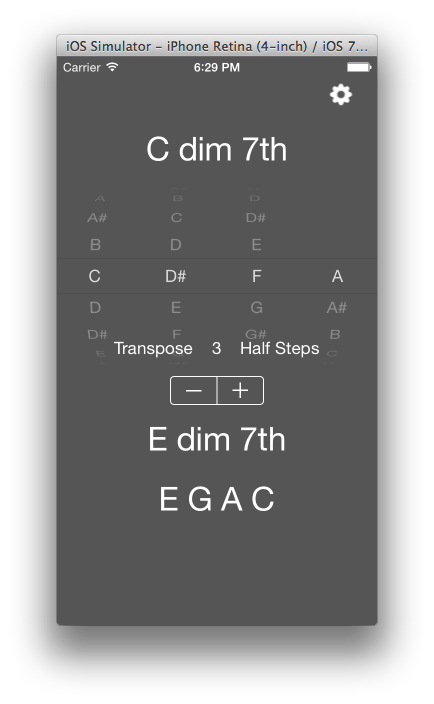 iOS Simulator - iPhone Retina (4-inch) / iOS 7...
Carrier 6:29 PM
C dim 7th
A B D
A# C D#
B D E
C D# F A
D E G A#
D# F G# B
E C
Transpose 3 Half Steps
− +
E dim 7th
E G A C